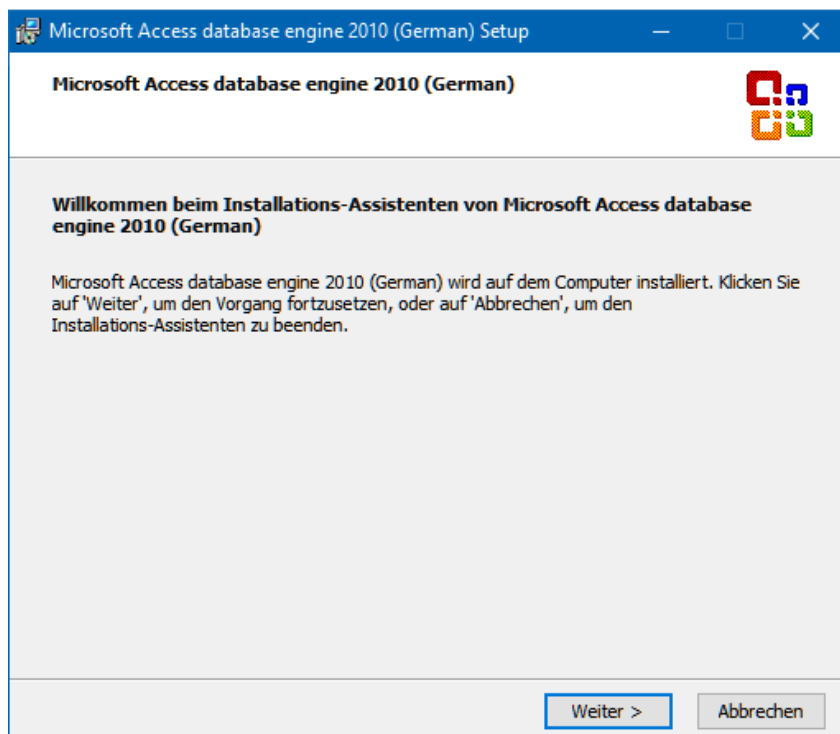 Microsoft Access database engine 2010 (German) Setup
Microsoft Access database engine 2010 (German)
Willkommen beim Installations-Assistenten von Microsoft Access database
engine 2010 (German)
Microsoft Access database engine 2010 (German) wird auf dem Computer installiert. Klicken Sie
auf 'Weiter', um den Vorgang fortzusetzen, oder auf 'Abbrechen', um den
Installations-Assistenten zu beenden.
Weiter >
Abbrechen